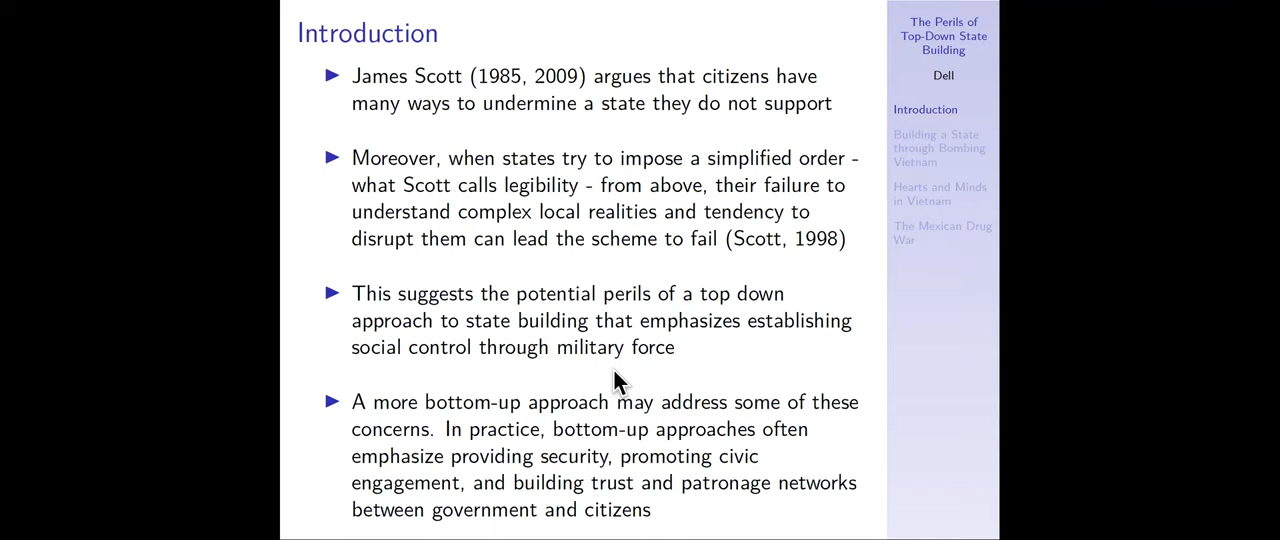 Introduction
James Scott (1985, 2009) argues that citizens have
many ways to undermine a state they do not support
Moreover, when states try to impose a simplified order -
what Scott calls legibility - from above, their failure to
understand complex local realities and tendency to
disrupt them can lead the scheme to fail (Scott, 1998)
This suggests the potential perils of a top down
approach to state building that emphasizes establishing
social control through military force
A more bottom-up approach may address some of these
concerns. In practice, bottom-up approaches often
emphasize providing security, promoting civic
engagement, and building trust and patronage networks
between government and citizens
The Perils of
Top-Down State
Building
Dell
Introduction
Building a State
through Bombing
Vietnam
Hearts and Minds
in Vietnam
The Mexican Drug
War